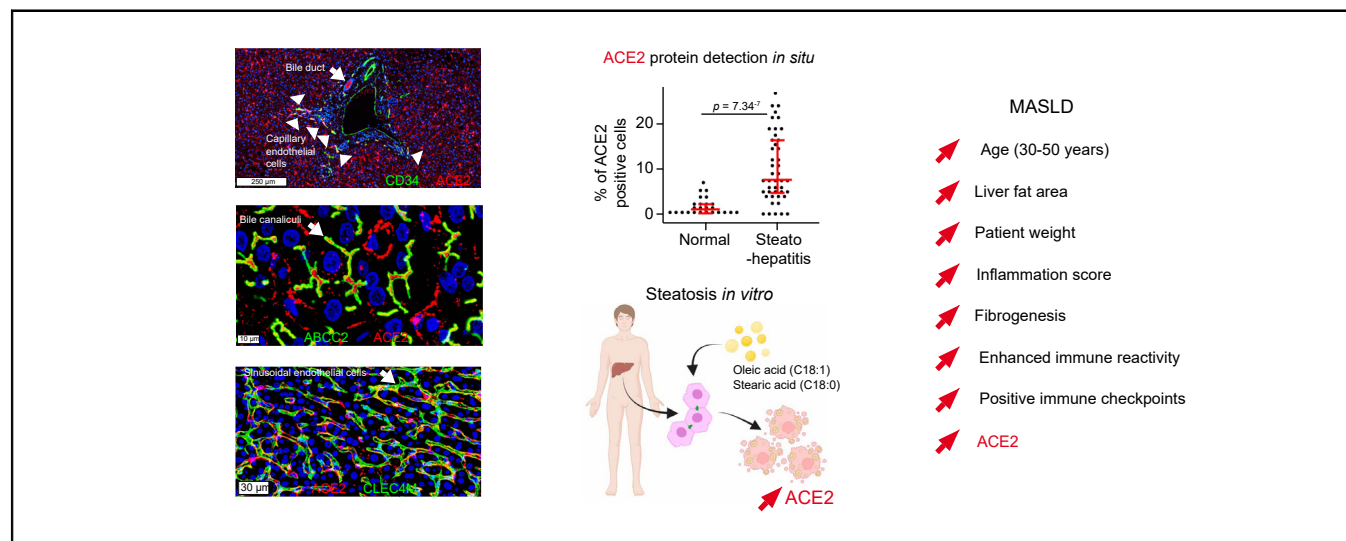 Bile duct
Capillary
endothelial
cells
250 µm
CD34
ACE2
Bile canaliculi
10 µm
ABCC2
ACE2
Sinusoidal endothelial cells
30 µm
ACE2
ACE2 protein detection in situ
p = 7.34⁻⁷
% of ACE2
positive cells
20
10
0
Normal
Steato
-hepatitis
Steatosis in vitro
Oleic acid (C18:1)
Stearic acid (C18:0)
ACE2
MASLD
Age (30-50 years)
Liver fat area
Patient weight
Inflammation score
Fibrogenesis
Enhanced immune reactivity
Positive immune checkpoints
ACE2